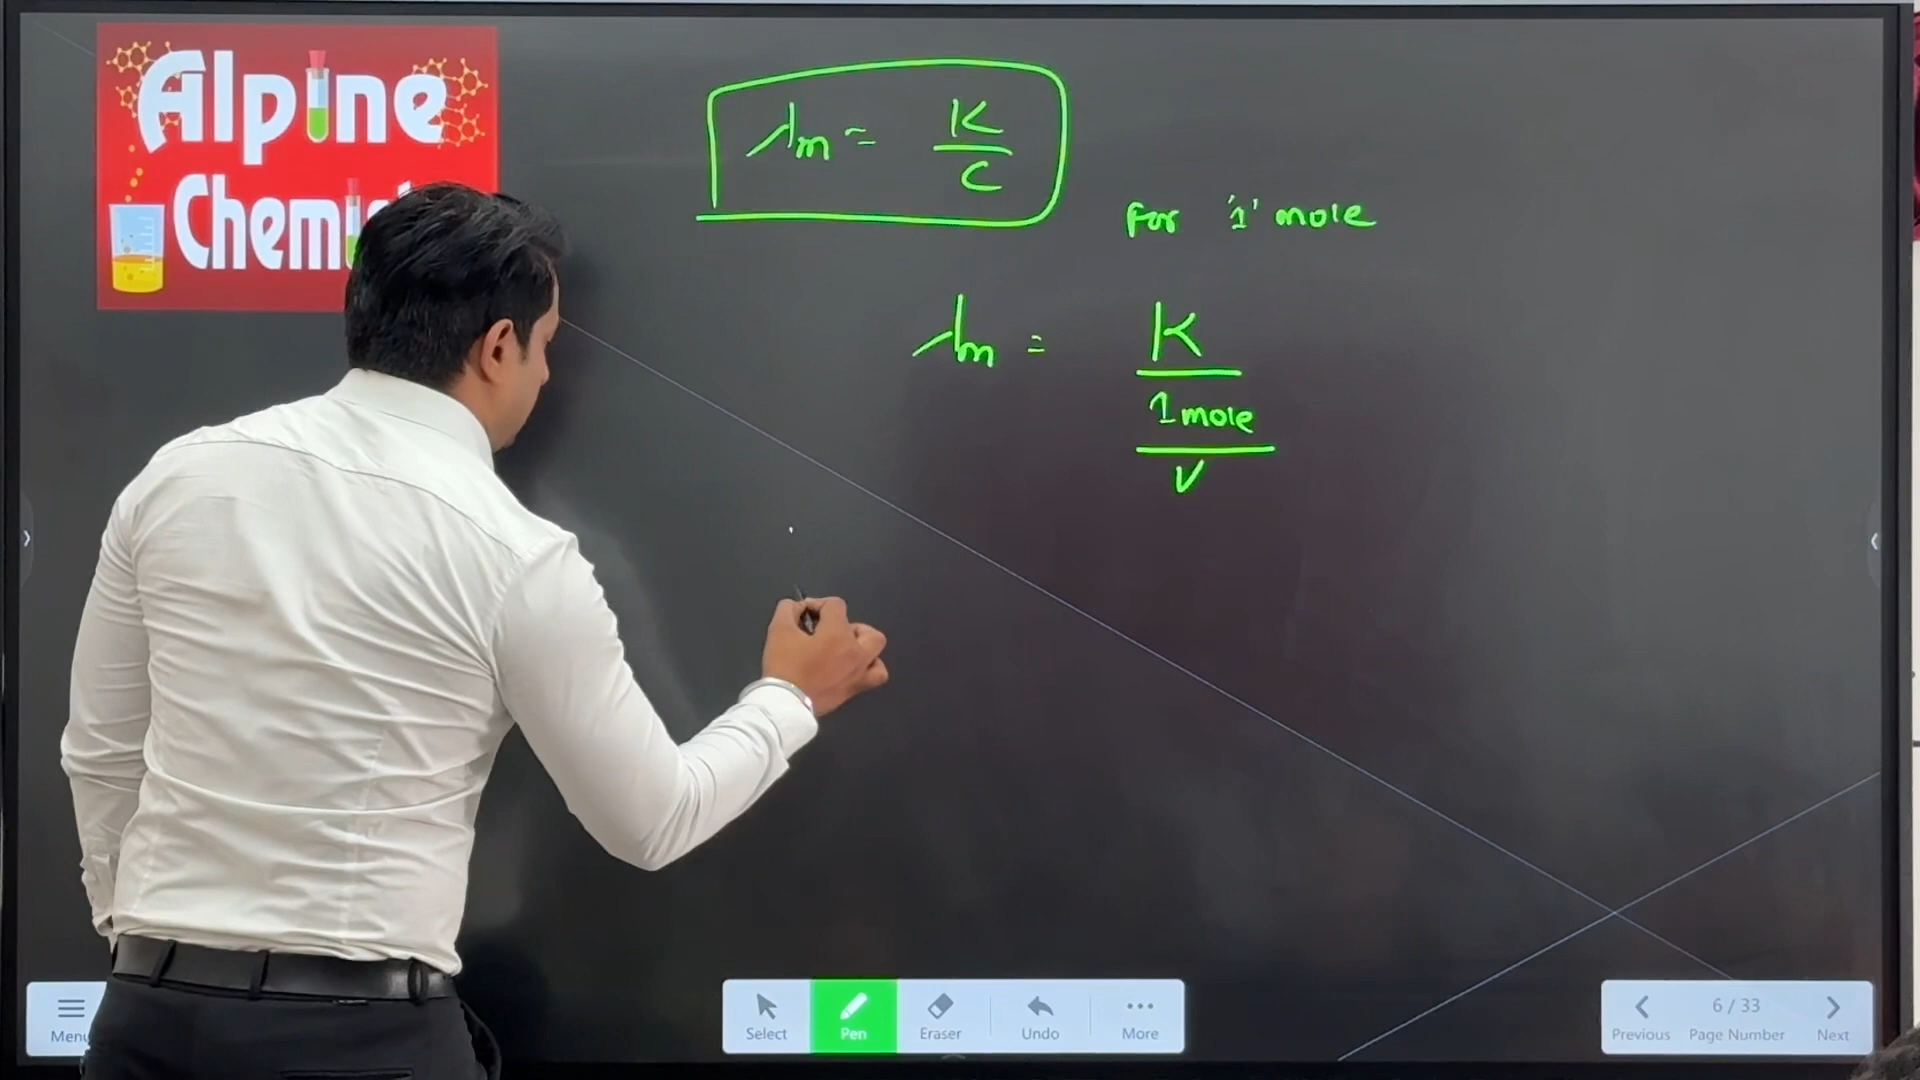 Alpine
Chemi
λm = K
C
For '1' mole
λm = K
1 mole
V
Menu
Select
Pen
Eraser
Undo
More
6 / 33
Previous
Page Number
Next